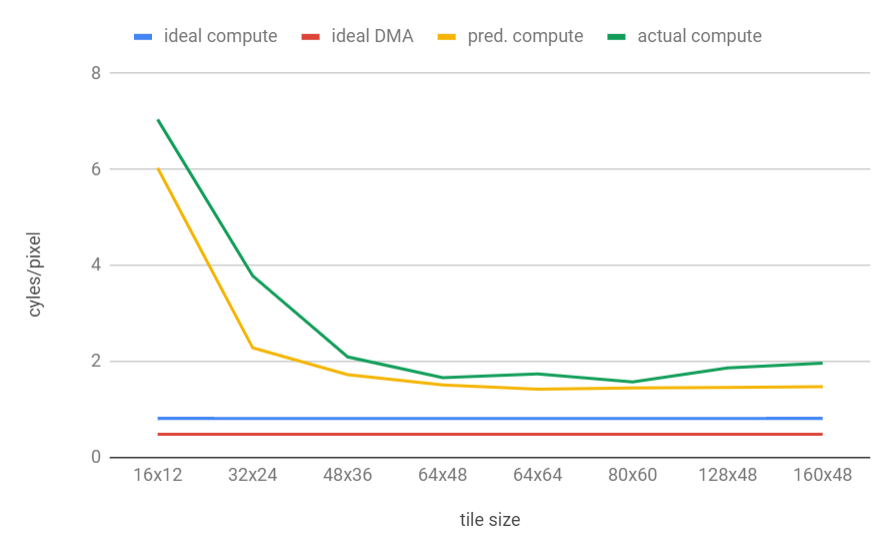 ideal compute ideal DMA pred. compute actual compute
8
6
4
2
0
cyles/pixel
16x12 32x24 48x36 64x48 64x64 80x60 128x48 160x48
tile size